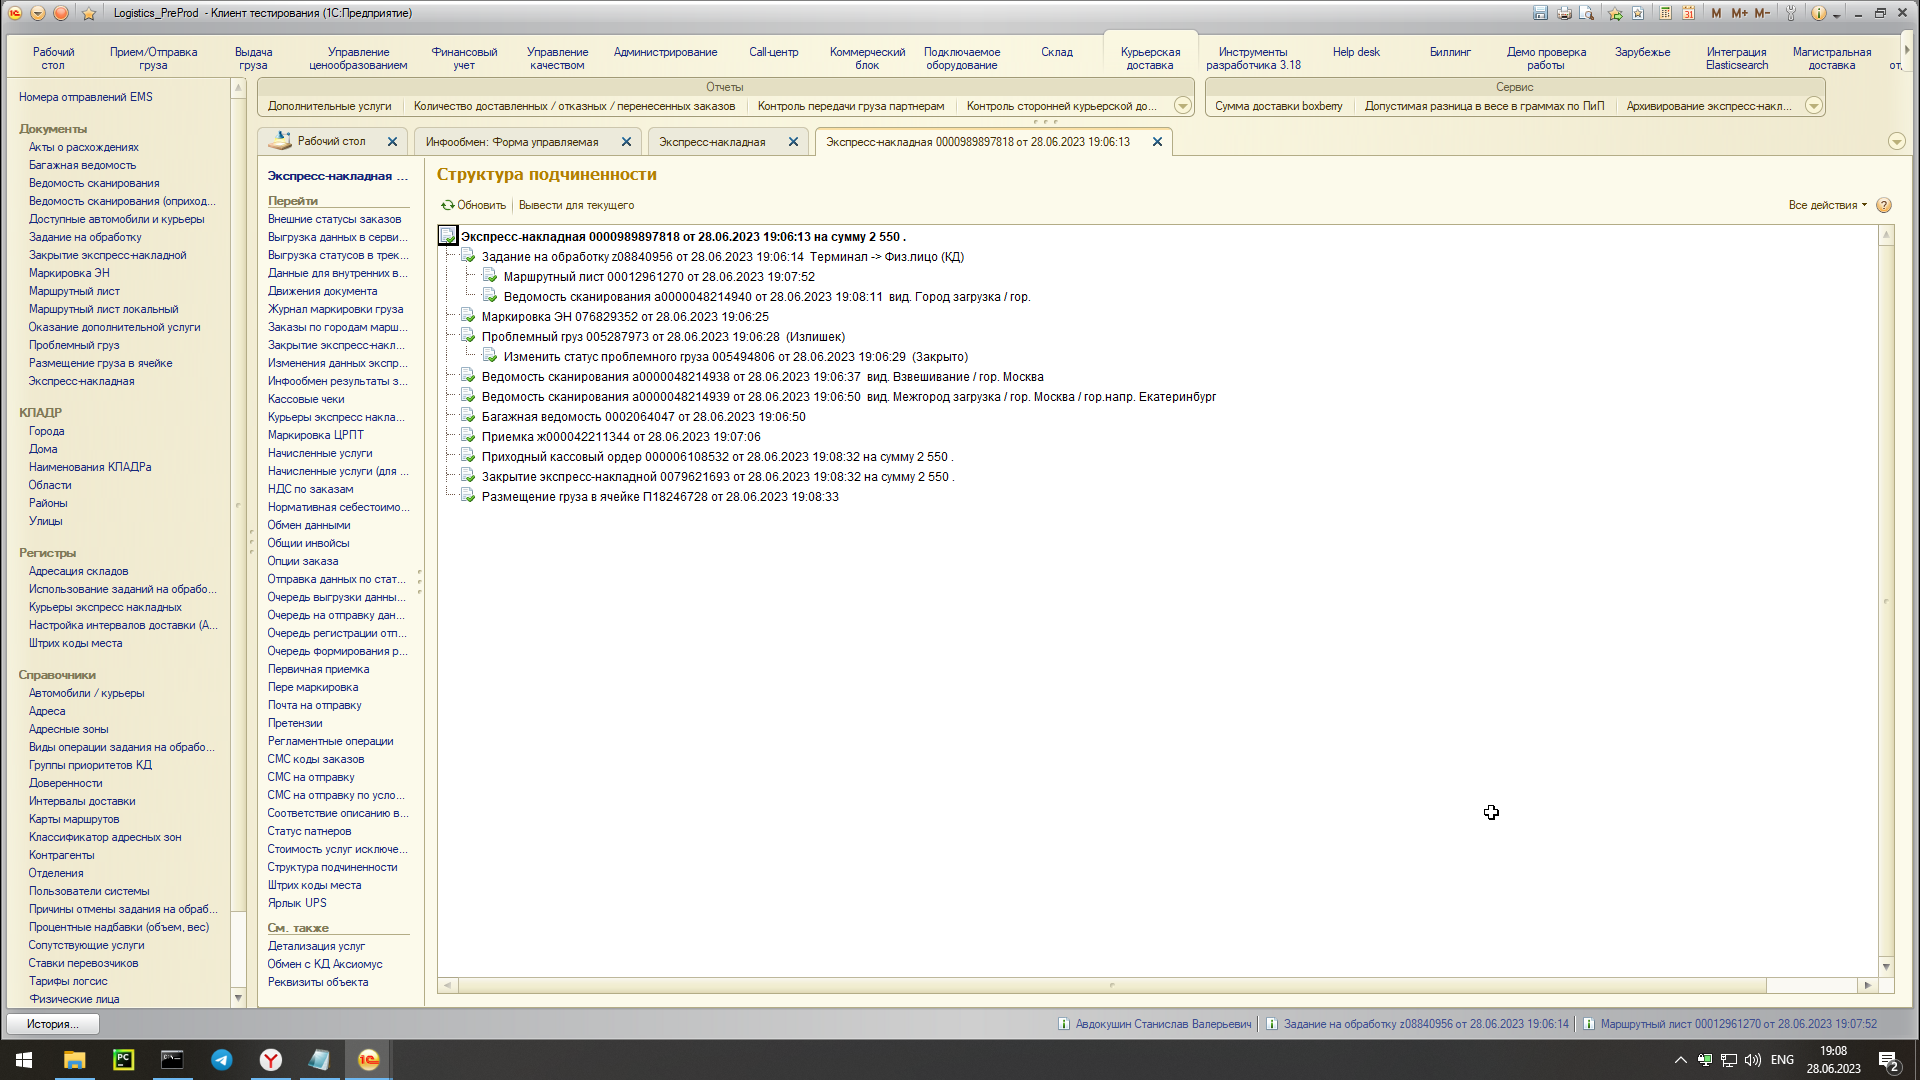 Logistics_PreProd - Клиент тестирования (1С:Предприятие)
M M+ M-
Рабочий стол
Прием/Отправка груза
Выдача груза
Управление ценообразованием
Финансовый учет
Управление качеством
Администрирование
Call-центр
Коммерческий блок
Подключаемое оборудование
Склад
Курьерская доставка
Инструменты разработчика 3.18
Help desk
Биллинг
Демо проверка работы
Зарубежье
Интеграция Elasticsearch
Магистральная доставка
Отчеты
Дополнительные услуги
Количество доставленных / отказных / перенесенных заказов
Контроль передачи груза партнерам
Контроль сторонней курьерской до...
Сервис
Сумма доставки boxberry
Допустимая разница в весе в граммах по ПиП
Архивирование экспресс-накл...
Рабочий стол
Инфообмен: Форма управляемая
Экспресс-накладная
Экспресс-накладная 0000989897818 от 28.06.2023 19:06:13
Номера отправлений EMS
Документы
Акты о расхождениях
Багажная ведомость
Ведомость сканирования
Ведомость сканирования (оприход...
Доступные автомобили и курьеры
Задание на обработку
Закрытие экспресс-накладной
Маркировка ЭН
Маршрутный лист
Маршрутный лист локальный
Оказание дополнительной услуги
Проблемный груз
Размещение груза в ячейке
Экспресс-накладная
КЛАДР
Города
Дома
Наименования КЛАДРа
Области
Районы
Улицы
Регистры
Адресация складов
Использование заданий на обрабо...
Курьеры экспресс накладных
Настройка интервалов доставки (А...
Штрих коды места
Справочники
Автомобили / курьеры
Адреса
Адресные зоны
Виды операции задания на обрабо...
Группы приоритетов КД
Доверенности
Интервалы доставки
Карты маршрутов
Классификатор адресных зон
Контрагенты
Отделения
Пользователи системы
Причины отмены задания на обраб...
Процентные надбавки (объем, вес)
Сопутствующие услуги
Ставки перевозчиков
Тарифы логсис
Физические лица
Экспресс-накладная ...
Перейти
Внешние статусы заказов
Выгрузка данных в серви...
Выгрузка статусов в трек...
Данные для внутренних в...
Движения документа
Журнал маркировки груза
Заказы по городам марш...
Закрытие экспресс-накл...
Изменения данных экспр...
Инфообмен результаты з...
Кассовые чеки
Курьеры экспресс накла...
Маркировка ЦРПТ
Начисленные услуги
Начисленные услуги (для ...
НДС по заказам
Нормативная себестоимо...
Обмен данными
Общии инвойсы
Опции заказа
Отправка данных по стат...
Очередь выгрузки данны...
Очередь на отправку дан...
Очередь регистрации отп...
Очередь формирования р...
Первичная приемка
Пере маркировка
Почта на отправку
Претензии
Регламентные операции
СМС коды заказов
СМС на отправку
СМС на отправку по усло...
Соответствие описанию в...
Статус патнеров
Стоимость услуг исключе...
Структура подчиненности
Штрих коды места
Ярлык UPS
См. также
Детализация услуг
Обмен с КД Аксиомус
Реквизиты объекта
Структура подчиненности
Обновить
Вывести для текущего
Все действия
Экспресс-накладная 0000989897818 от 28.06.2023 19:06:13 на сумму 2 550 .
Задание на обработку z08840956 от 28.06.2023 19:06:14 Терминал -> Физ.лицо (КД)
Маршрутный лист 00012961270 от 28.06.2023 19:07:52
Ведомость сканирования а0000048214940 от 28.06.2023 19:08:11 вид. Город загрузка / гор.
Маркировка ЭН 076829352 от 28.06.2023 19:06:25
Проблемный груз 005287973 от 28.06.2023 19:06:28 (Излишек)
Изменить статус проблемного груза 005494806 от 28.06.2023 19:06:29 (Закрыто)
Ведомость сканирования а0000048214938 от 28.06.2023 19:06:37 вид. Взвешивание / гор. Москва
Ведомость сканирования а0000048214939 от 28.06.2023 19:06:50 вид. Межгород загрузка / гор. Москва / гор.напр. Екатеринбург
Багажная ведомость 0002064047 от 28.06.2023 19:06:50
Приемка ж000042211344 от 28.06.2023 19:07:06
Приходный кассовый ордер 000006108532 от 28.06.2023 19:08:32 на сумму 2 550 .
Закрытие экспресс-накладной 0079621693 от 28.06.2023 19:08:32 на сумму 2 550 .
Размещение груза в ячейке П18246728 от 28.06.2023 19:08:33
История...
Авдокушин Станислав Валерьевич
Задание на обработку z08840956 от 28.06.2023 19:06:14
Маршрутный лист 00012961270 от 28.06.2023 19:07:52
ENG
19:08
28.06.2023
2